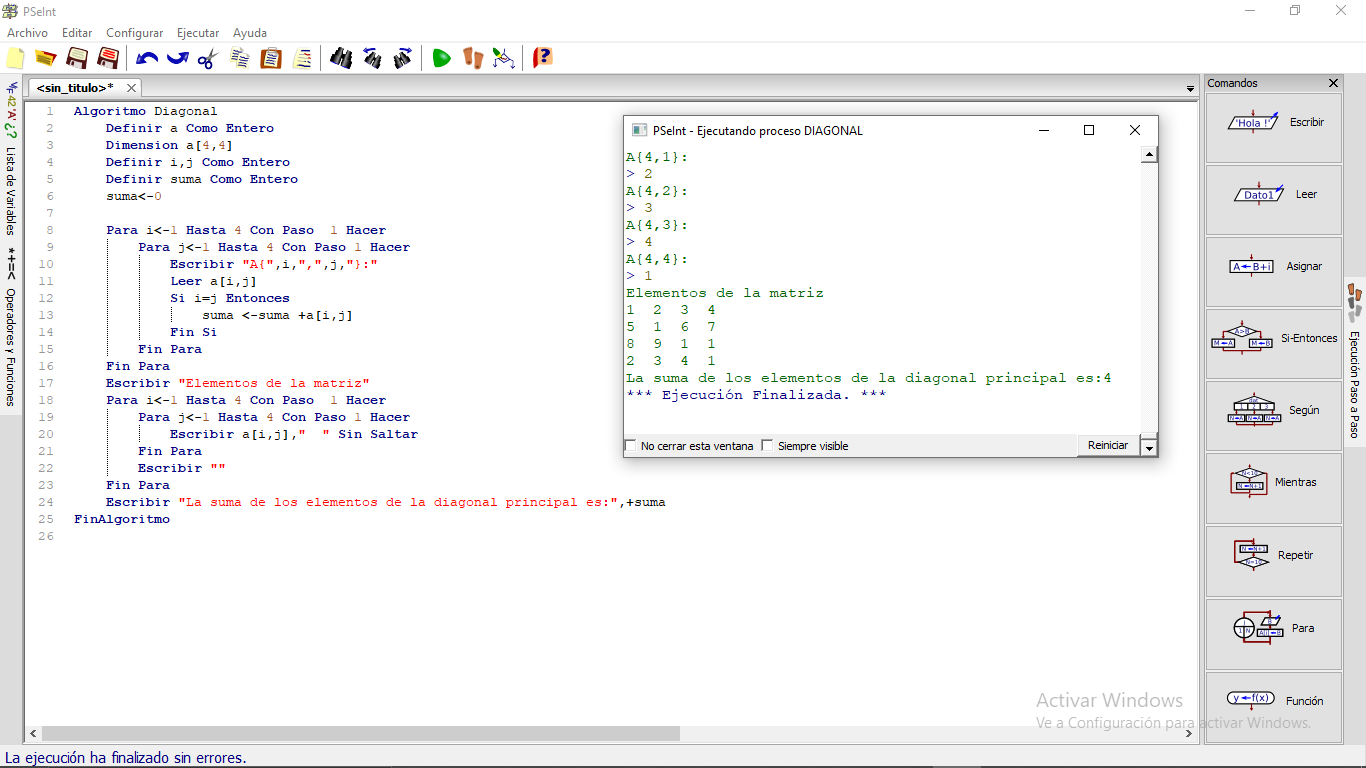 PSeInt
Archivo Editar Configurar Ejecutar Ayuda
<sin_titulo>*
42 'A' ¿? Lista de Variables
*+=< Operadores y Funciones
1 Algoritmo Diagonal
2 Definir a Como Entero
3 Dimension a[4,4]
4 Definir i,j Como Entero
5 Definir suma Como Entero
6 suma<-0
7
8 Para i<-1 Hasta 4 Con Paso  1 Hacer
9 Para j<-1 Hasta 4 Con Paso 1 Hacer
10 Escribir "A{",i,",",j,"}:"
11 Leer a[i,j]
12 Si i=j Entonces
13 suma <-suma +a[i,j]
14 Fin Si
15 Fin Para
16 Fin Para
17 Escribir "Elementos de la matriz"
18 Para i<-1 Hasta 4 Con Paso  1 Hacer
19 Para j<-1 Hasta 4 Con Paso 1 Hacer
20 Escribir a[i,j],"  " Sin Saltar
21 Fin Para
22 Escribir ""
23 Fin Para
24 Escribir "La suma de los elementos de la diagonal principal es:",+suma
25 FinAlgoritmo
26
PSeInt - Ejecutando proceso DIAGONAL
A{4,1}:
> 2
A{4,2}:
> 3
A{4,3}:
> 4
A{4,4}:
> 1
Elementos de la matriz
1  2  3  4
5  1  6  7
8  9  1  1
2  3  4  1
La suma de los elementos de la diagonal principal es:4
*** Ejecución Finalizada. ***
No cerrar esta ventana Siempre visible Reiniciar
Comandos
'Hola !' Escribir
Dato1 Leer
A←B+i Asignar
A>B M←A M←B Si-Entonces
Según
Mientras
Repetir
Para
y←f(x) Función
Ejecución Paso a Paso
Activar Windows
Ve a Configuración para activar Windows.
La ejecución ha finalizado sin errores.